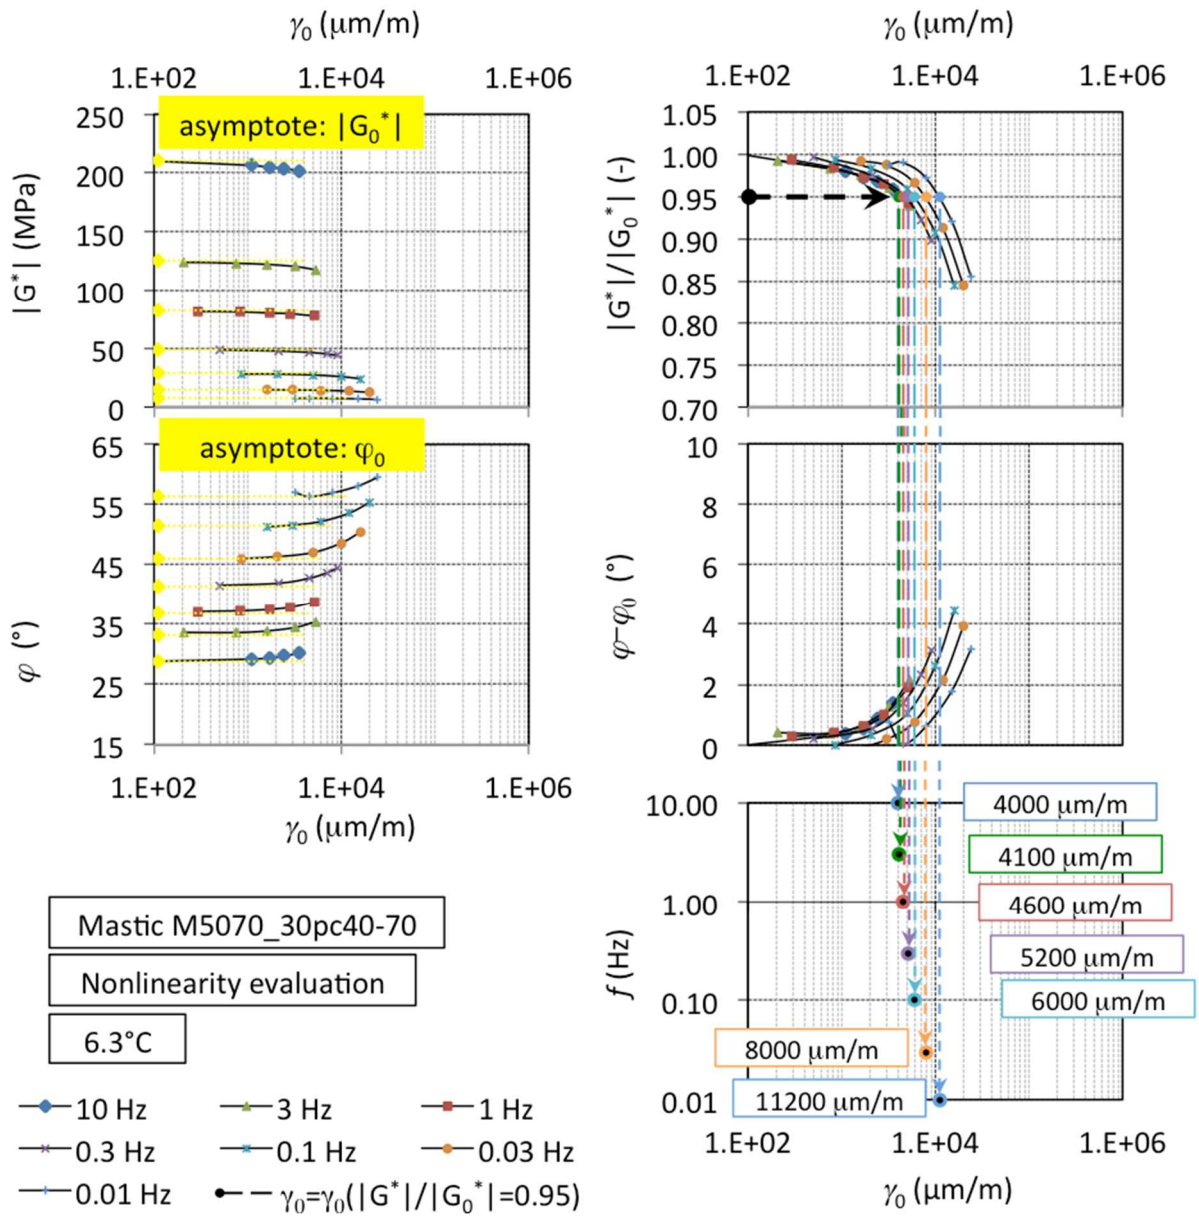 γ0 (μm/m)
1.E+02 1.E+04 1.E+06
250
200
150
100
50
0
|G*| (MPa)
asymptote: |G0*|
65
55
45
35
25
15
φ (°)
asymptote: φ0
1.E+02 1.E+04 1.E+06
γ0 (μm/m)
γ0 (μm/m)
1.E+02 1.E+04 1.E+06
1.05
1.00
0.95
0.90
0.85
0.80
0.75
0.70
|G*|/|G0*| (-)
10
8
6
4
2
0
φ-φ0 (°)
10.00
1.00
0.10
0.01
f (Hz)
4000 μm/m
4100 μm/m
4600 μm/m
5200 μm/m
6000 μm/m
8000 μm/m
11200 μm/m
1.E+02 1.E+04 1.E+06
γ0 (μm/m)
Mastic M5070_30pc40-70
Nonlinearity evaluation
6.3°C
10 Hz 3 Hz 1 Hz
0.3 Hz 0.1 Hz 0.03 Hz
0.01 Hz γ0=γ0(|G*|/|G0*|=0.95)